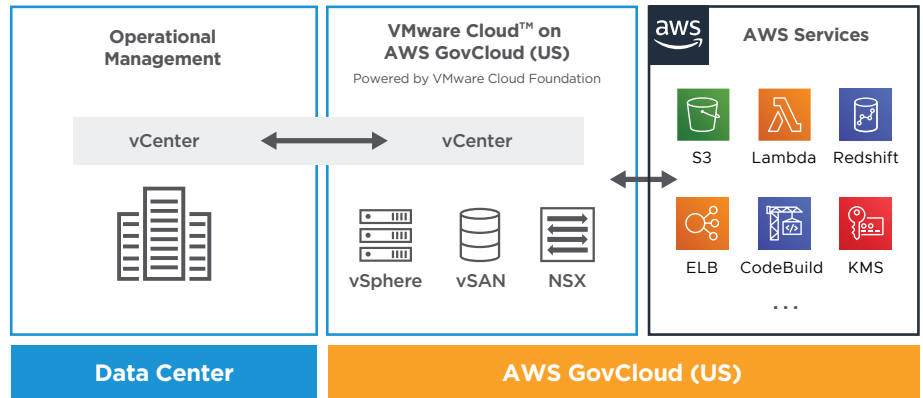 Operational
Management
vCenter
VMware Cloud™ on
AWS GovCloud (US)
Powered by VMware Cloud Foundation
vCenter
vSphere
vSAN
NSX
aws
AWS Services
S3
Lambda
Redshift
ELB
CodeBuild
KMS
...
Data Center
AWS GovCloud (US)